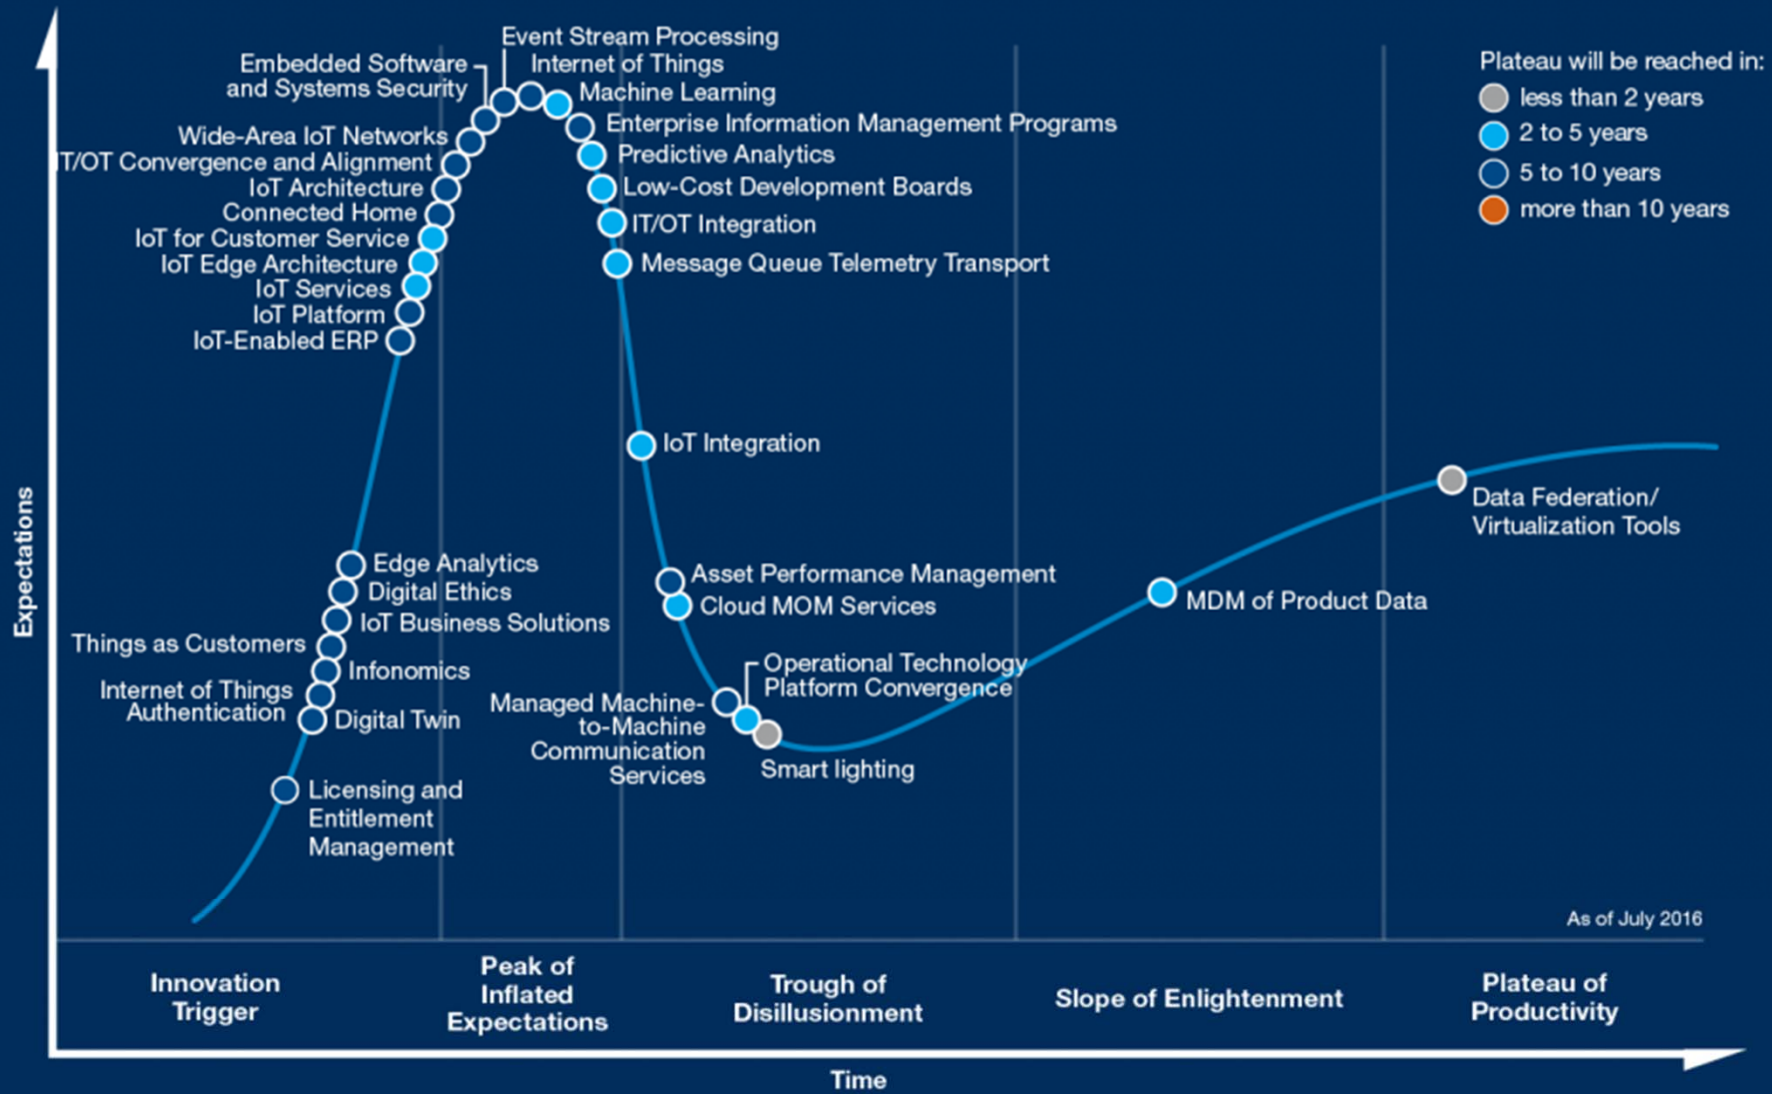 Event Stream Processing
Embedded Software
and Systems Security
Internet of Things
Machine Learning
Wide-Area IoT Networks
Enterprise Information Management Programs
IT/OT Convergence and Alignment
Predictive Analytics
IoT Architecture
Low-Cost Development Boards
Connected Home
IT/OT Integration
IoT for Customer Service
IoT Edge Architecture
Message Queue Telemetry Transport
IoT Services
IoT Platform
IoT-Enabled ERP
Plateau will be reached in:
less than 2 years
2 to 5 years
5 to 10 years
more than 10 years
IoT Integration
Data Federation/
Virtualization Tools
Edge Analytics
Digital Ethics
IoT Business Solutions
Things as Customers
Infonomics
Internet of Things
Authentication
Digital Twin
Licensing and
Entitlement
Management
Asset Performance Management
Cloud MOM Services
MDM of Product Data
Operational Technology
Platform Convergence
Managed Machine-
to-Machine
Communication
Services
Smart lighting
Expectations
As of July 2016
Innovation
Trigger
Peak of
Inflated
Expectations
Trough of
Disillusionment
Slope of Enlightenment
Plateau of
Productivity
Time